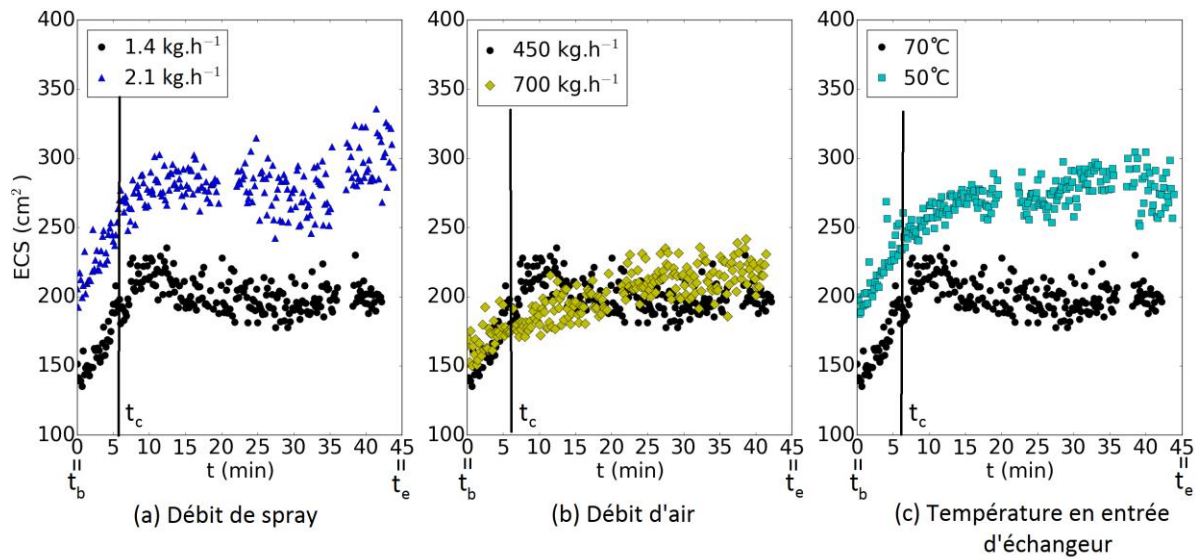 400
350
300
250
200
150
100
ECS (cm²)
1.4 kg.h⁻¹
2.1 kg.h⁻¹
t_c
0 5 10 15 20 25 30 35 40 45
t (min)
=
t_b
=
t_e
(a) Débit de spray
400
350
300
250
200
150
100
450 kg.h⁻¹
700 kg.h⁻¹
t_c
0 5 10 15 20 25 30 35 40 45
t (min)
=
t_b
=
t_e
(b) Débit d'air
400
350
300
250
200
150
100
70℃
50℃
t_c
0 5 10 15 20 25 30 35 40 45
t (min)
=
t_b
=
t_e
(c) Température en entrée
d'échangeur